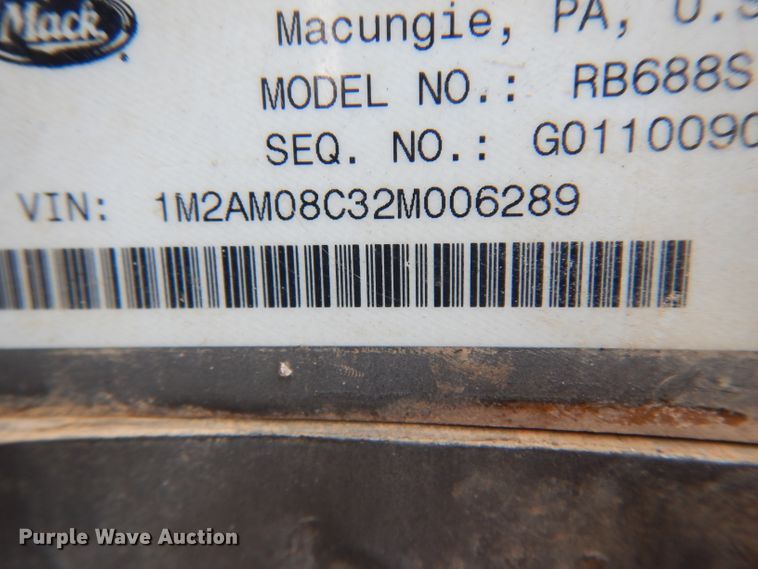 Mack
Macungie, PA, U.S
MODEL NO.: RB688S
SEQ. NO.: G0110090
VIN: 1M2AM08C32M006289
Purple Wave Auction